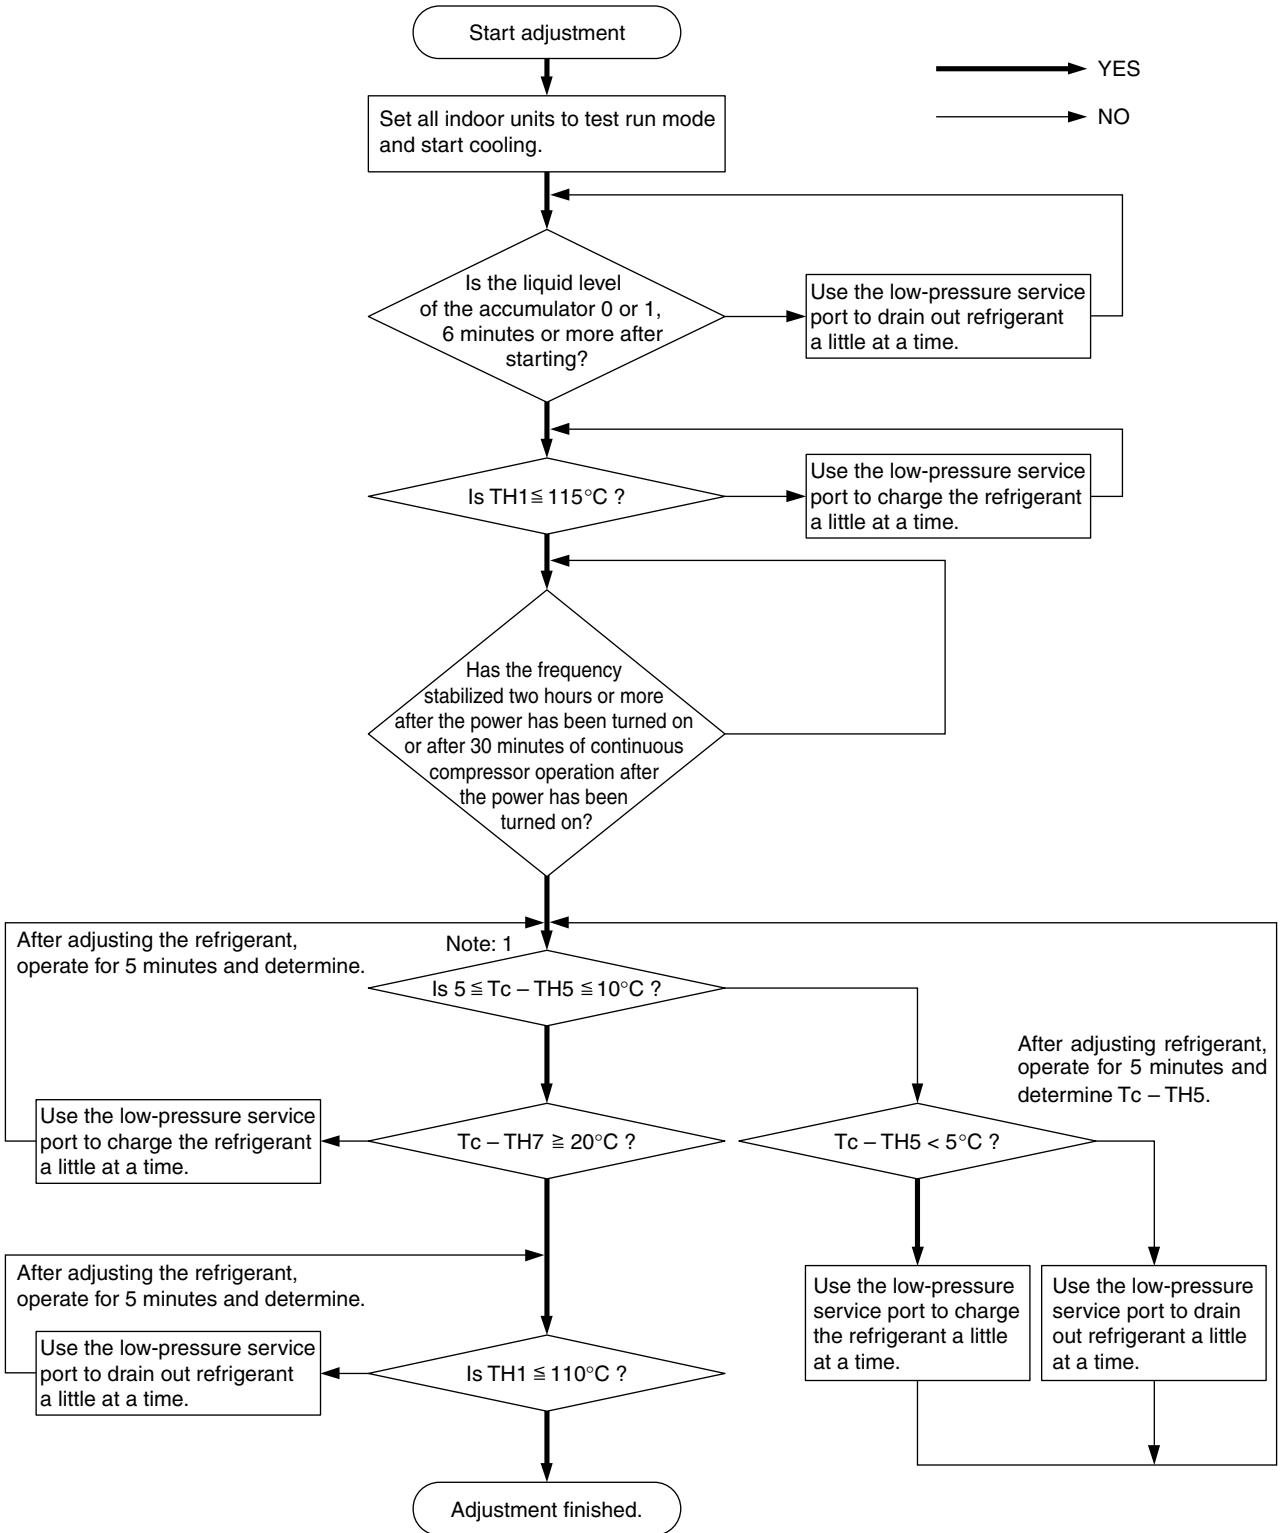 Start adjustment
YES
NO
Set all indoor units to test run mode
and start cooling.
Is the liquid level
of the accumulator 0 or 1,
6 minutes or more after
starting?
Use the low-pressure service
port to drain out refrigerant
a little at a time.
Is TH1≦115°C ?
Use the low-pressure service
port to charge the refrigerant
a little at a time.
Has the frequency
stabilized two hours or more
after the power has been turned on
or after 30 minutes of continuous
compressor operation after
the power has been
turned on?
After adjusting the refrigerant,
operate for 5 minutes and determine.
Note: 1
Is 5 ≦ Tc – TH5 ≦ 10°C ?
After adjusting refrigerant,
operate for 5 minutes and
determine Tc – TH5.
Use the low-pressure service
port to charge the refrigerant
a little at a time.
Tc – TH7 ≧ 20°C ?
Tc – TH5 < 5°C ?
After adjusting the refrigerant,
operate for 5 minutes and determine.
Use the low-pressure service
port to drain out refrigerant
a little at a time.
Is TH1 ≦ 110°C ?
Use the low-pressure
service port to charge
the refrigerant a little
at a time.
Use the low-pressure
service port to drain
out refrigerant a little
at a time.
Adjustment finished.